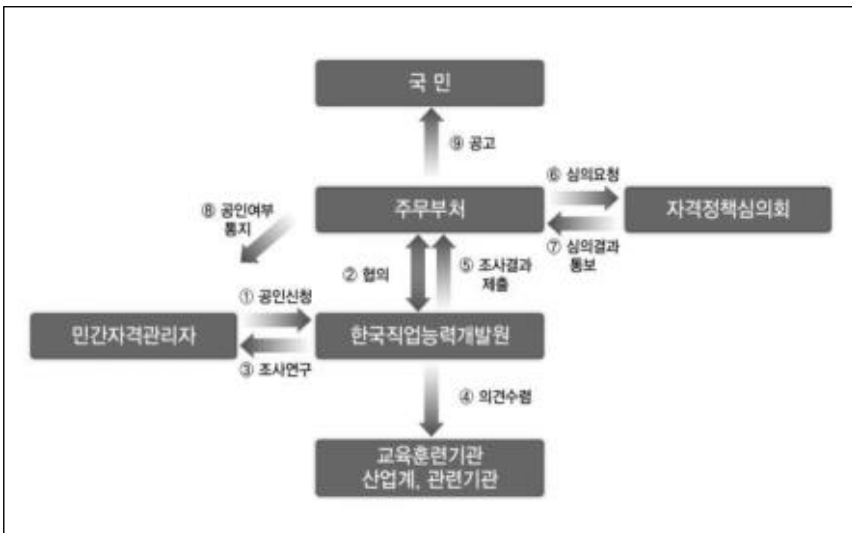 국 민
⑨ 공고
⑥ 심의요청
주무부처
자격정책심의회
⑧ 공인여부
통지
⑦ 심의결과
통보
② 협의
⑤ 조사결과
제출
① 공인신청
민간자격관리자
한국직업능력개발원
③ 조사연구
④ 의견수렴
교육훈련기관
산업계, 관련기관